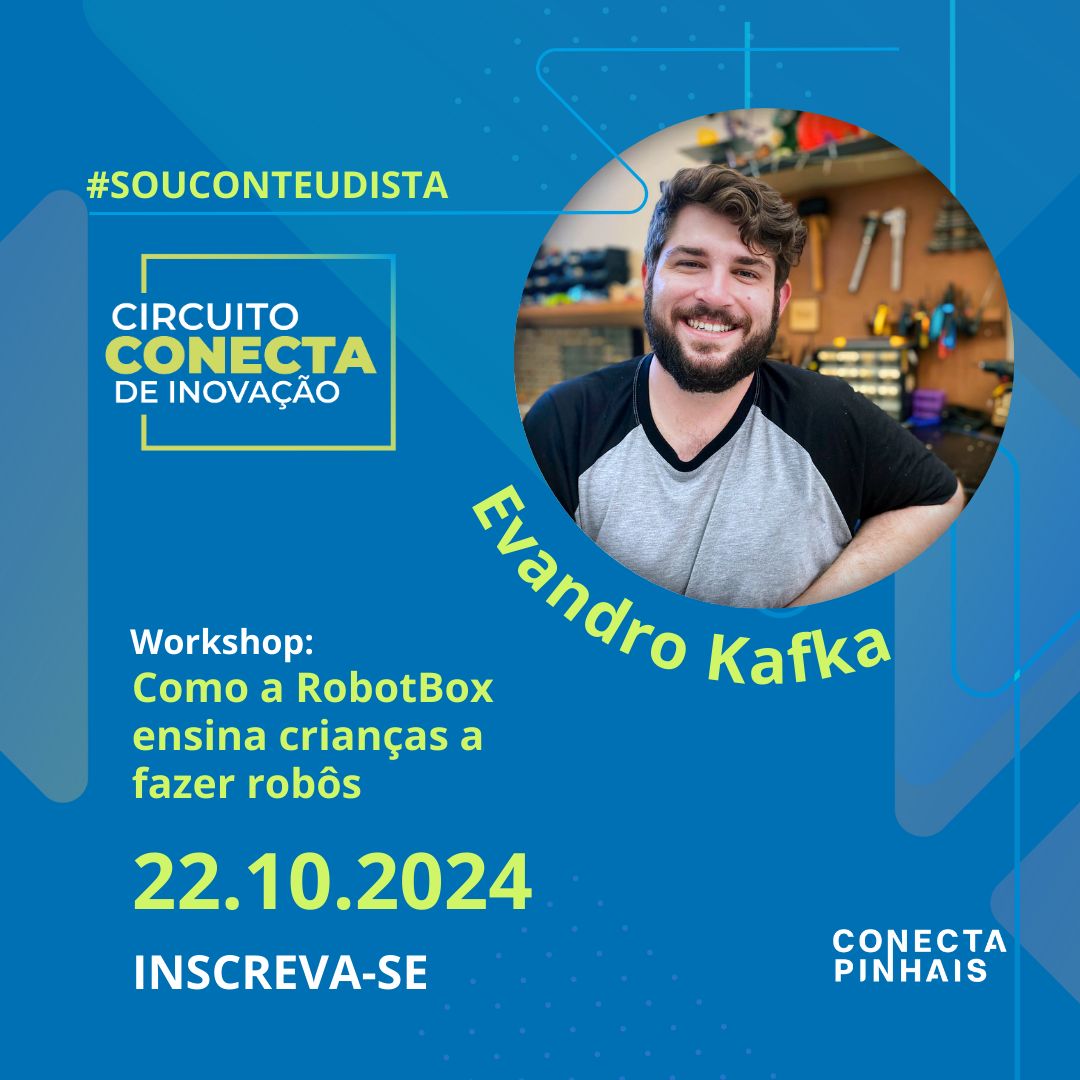 #SOUCONTEUDISTA
CIRCUITO
CONECTA
DE INOVAÇÃO
Evandro Kafka
Workshop:
Como a RobotBox
ensina crianças a
fazer robôs
22.10.2024
INSCREVA-SE
CONECTA
PINHAIS